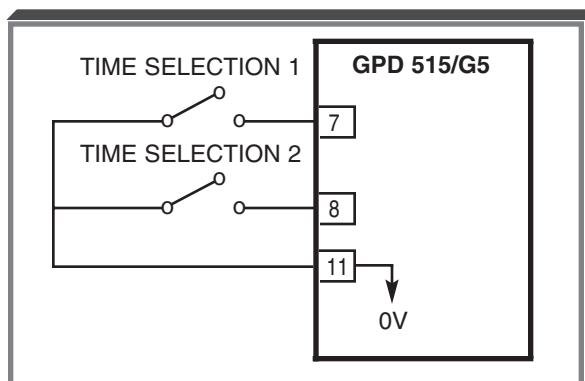 TIME SELECTION 1
GPD 515/G5
7
TIME SELECTION 2
8
11
0V